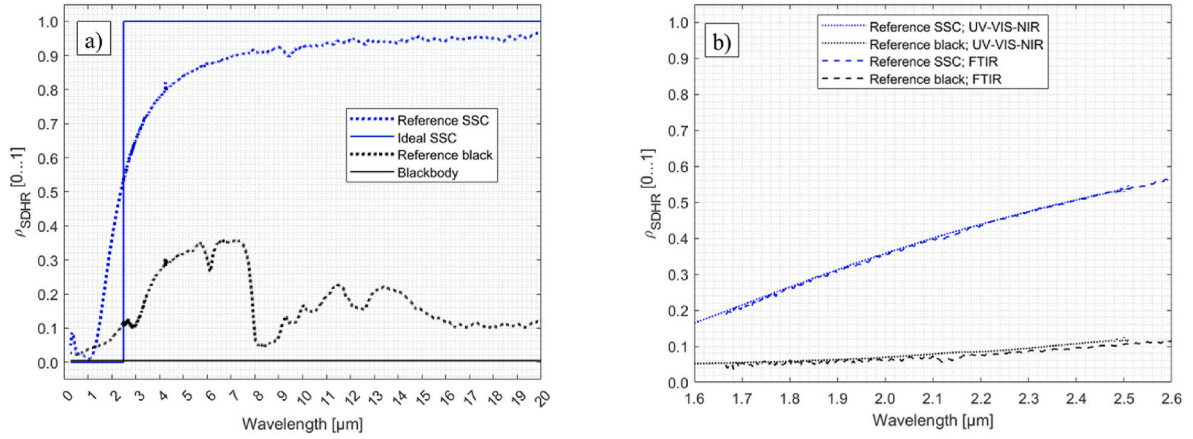 a)
ρSDHR [0...1]
1.0
0.9
0.8
0.7
0.6
0.5
0.4
0.3
0.2
0.1
0.0
Reference SSC
Ideal SSC
Reference black
Blackbody
0 1 2 3 4 5 6 7 8 9 10 11 12 13 14 15 16 17 18 19 20
Wavelength [µm]
b)
ρSDHR [0...1]
1.0
0.9
0.8
0.7
0.6
0.5
0.4
0.3
0.2
0.1
0.0
Reference SSC; UV-VIS-NIR
Reference black; UV-VIS-NIR
Reference SSC; FTIR
Reference black; FTIR
1.6 1.7 1.8 1.9 2.0 2.1 2.2 2.3 2.4 2.5 2.6
Wavelength [µm]